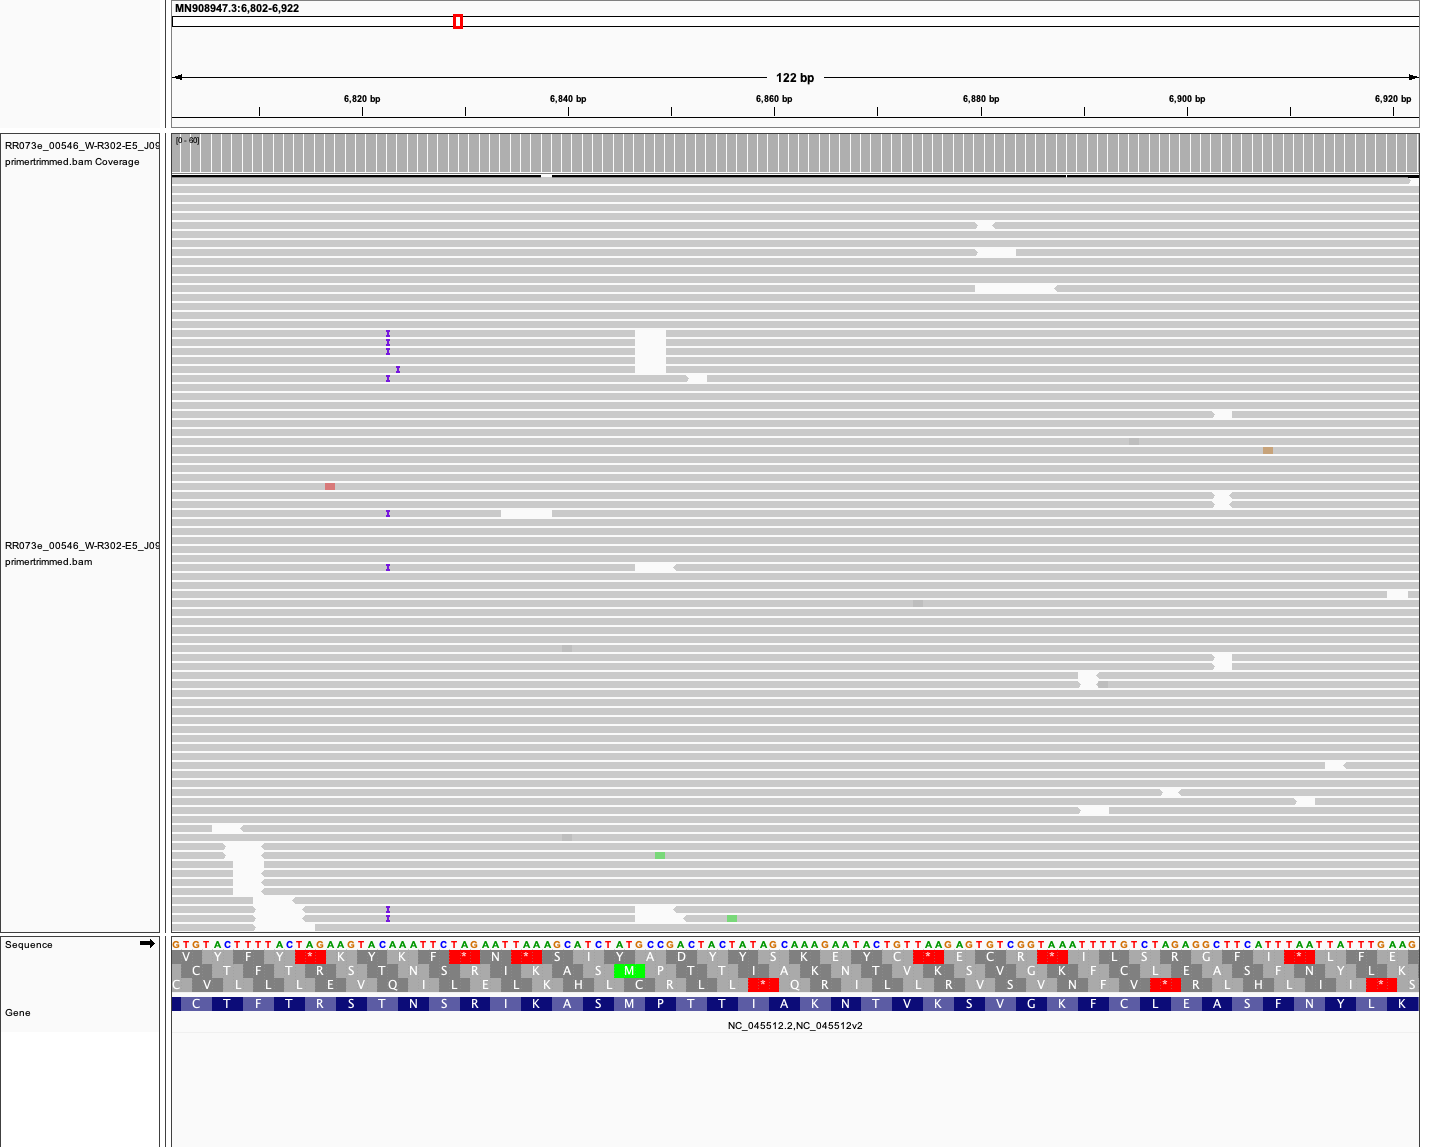 MN908947.3:6,802-6,922
122 bp
6,820 bp 6,840 bp 6,860 bp 6,880 bp 6,900 bp 6,920 bp
RR073e_00546_W-R302-E5_J09
primertrimmed.bam Coverage
[0 - 60]
RR073e_00546_W-R302-E5_J09
primertrimmed.bam
Sequence
GTGTACTTTTACTAGAAGTACAAATTCTAGAATTAAAGCATCTATGCCGACTACTATAGCAAAGAATACTGTTAAGAGTGTCGGTAAATTTTGTCTAGAGGCTTCATTTAATTATTTGAAG
V Y F Y * K Y K F * N * S I Y A D Y Y S K E Y C * E C R * I L S R G F I * L F E
C T F T R S T N S R I K A S M P T T I A K N T V K S V G K F C L E A S F N Y L K
C V L L L E V Q I L E L K H L C R L L * Q R I L L R V S V N F V * R L H L I I * S
Gene
C T F T R S T N S R I K A S M P T T I A K N T V K S V G K F C L E A S F N Y L K
NC_045512.2,NC_045512v2